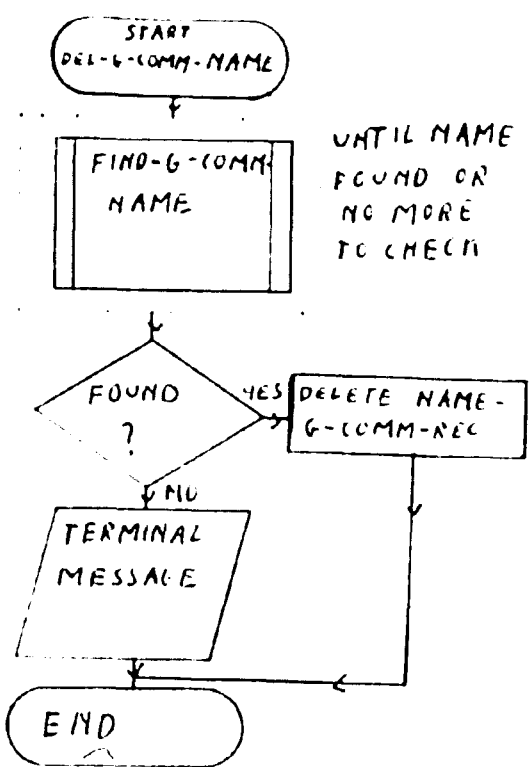 START
DEL-G-COMM-NAME
FIND-G-COMM-
NAME
UNTIL NAME
FOUND OR
NO MORE
TO CHECK
FOUND
?
YES
DELETE NAME-
G-COMM-REC
NO
TERMINAL
MESSAGE
END